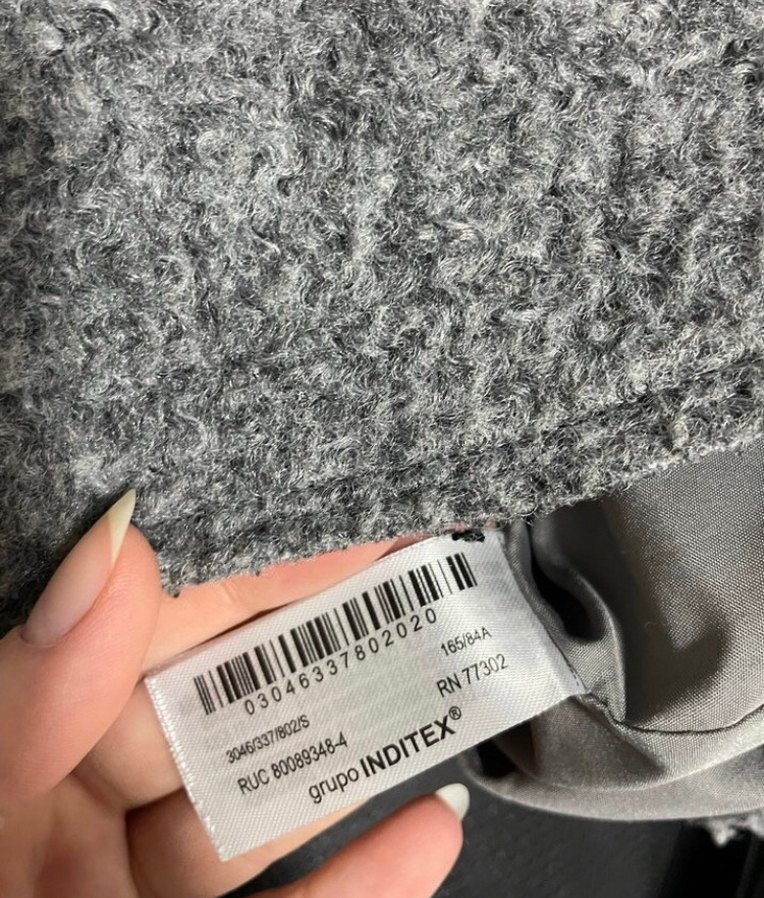 03046337802020
165/84A
3046/337/802/S
RN 77302
RUC 80089348-4
grupo INDITEX®